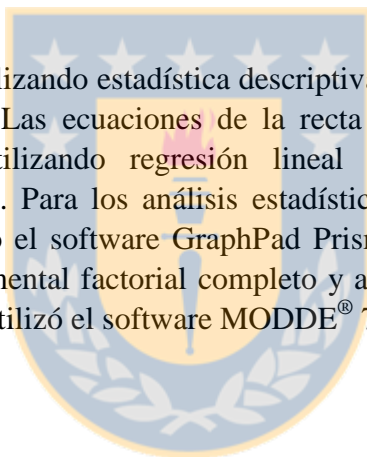 lizando estadística descriptiva
Las ecuaciones de la recta
tilizando regresión lineal
. Para los análisis estadístic
o el software GraphPad Prism
mental factorial completo y a
utilizó el software MODDE® 7